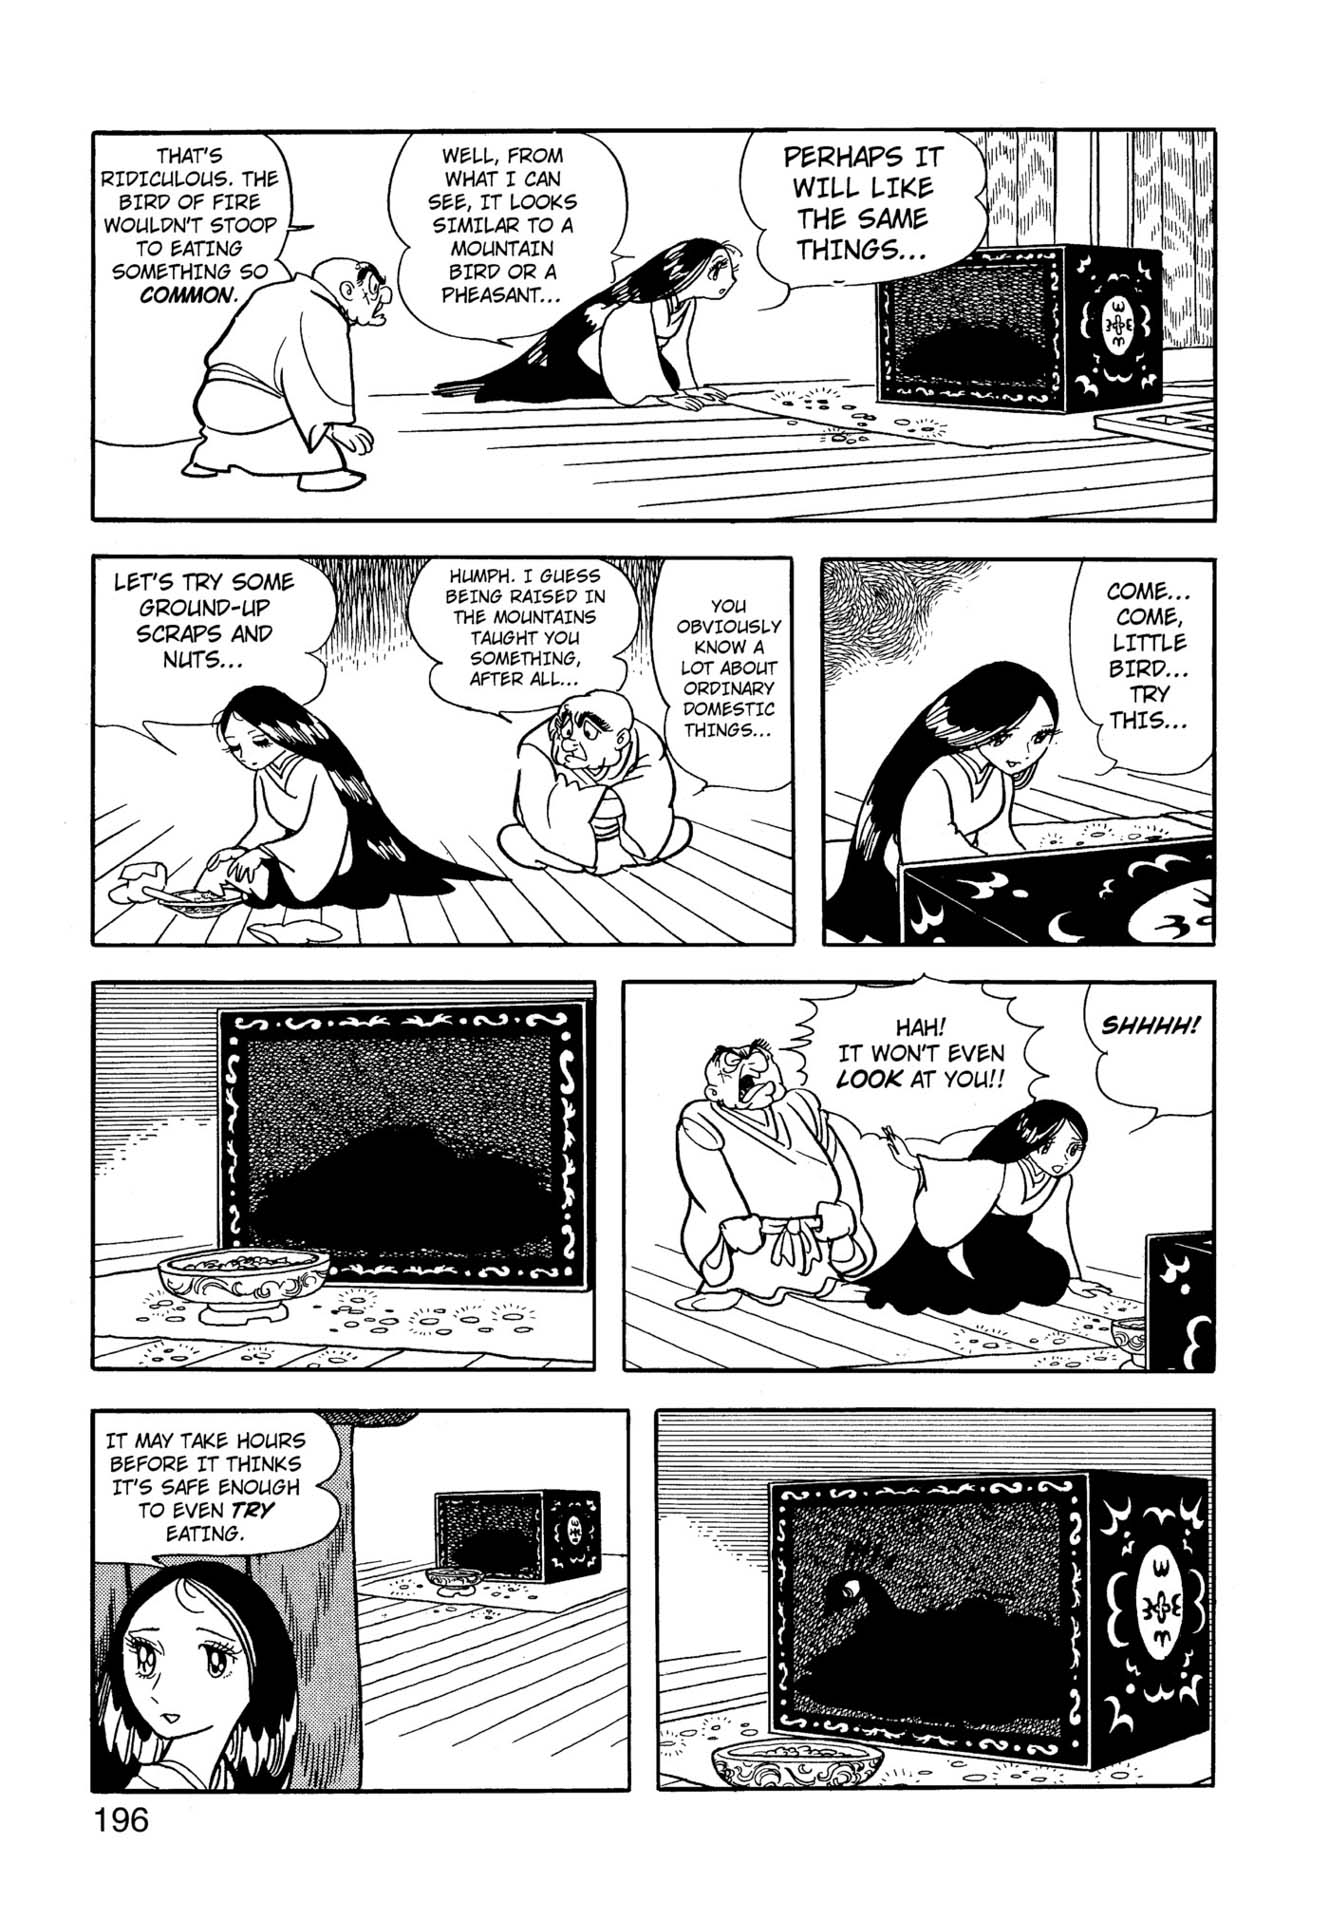 THAT'S
RIDICULOUS. THE
BIRD OF FIRE
WOULDN'T STOOP
TO EATING
SOMETHING SO
COMMON.
WELL, FROM
WHAT I CAN
SEE, IT LOOKS
SIMILAR TO A
MOUNTAIN
BIRD OR A
PHEASANT...
PERHAPS IT
WILL LIKE
THE SAME
THINGS...
LET'S TRY SOME
GROUND-UP
SCRAPS AND
NUTS...
HUMPH. I GUESS
BEING RAISED IN
THE MOUNTAINS
TAUGHT YOU
SOMETHING,
AFTER ALL...
YOU
OBVIOUSLY
KNOW A
LOT ABOUT
ORDINARY
DOMESTIC
THINGS...
COME...
COME,
LITTLE
BIRD...
TRY
THIS...
HAH!
IT WON'T EVEN
LOOK AT YOU!!
SHHHH!
IT MAY TAKE HOURS
BEFORE IT THINKS
IT'S SAFE ENOUGH
TO EVEN TRY
EATING.
196